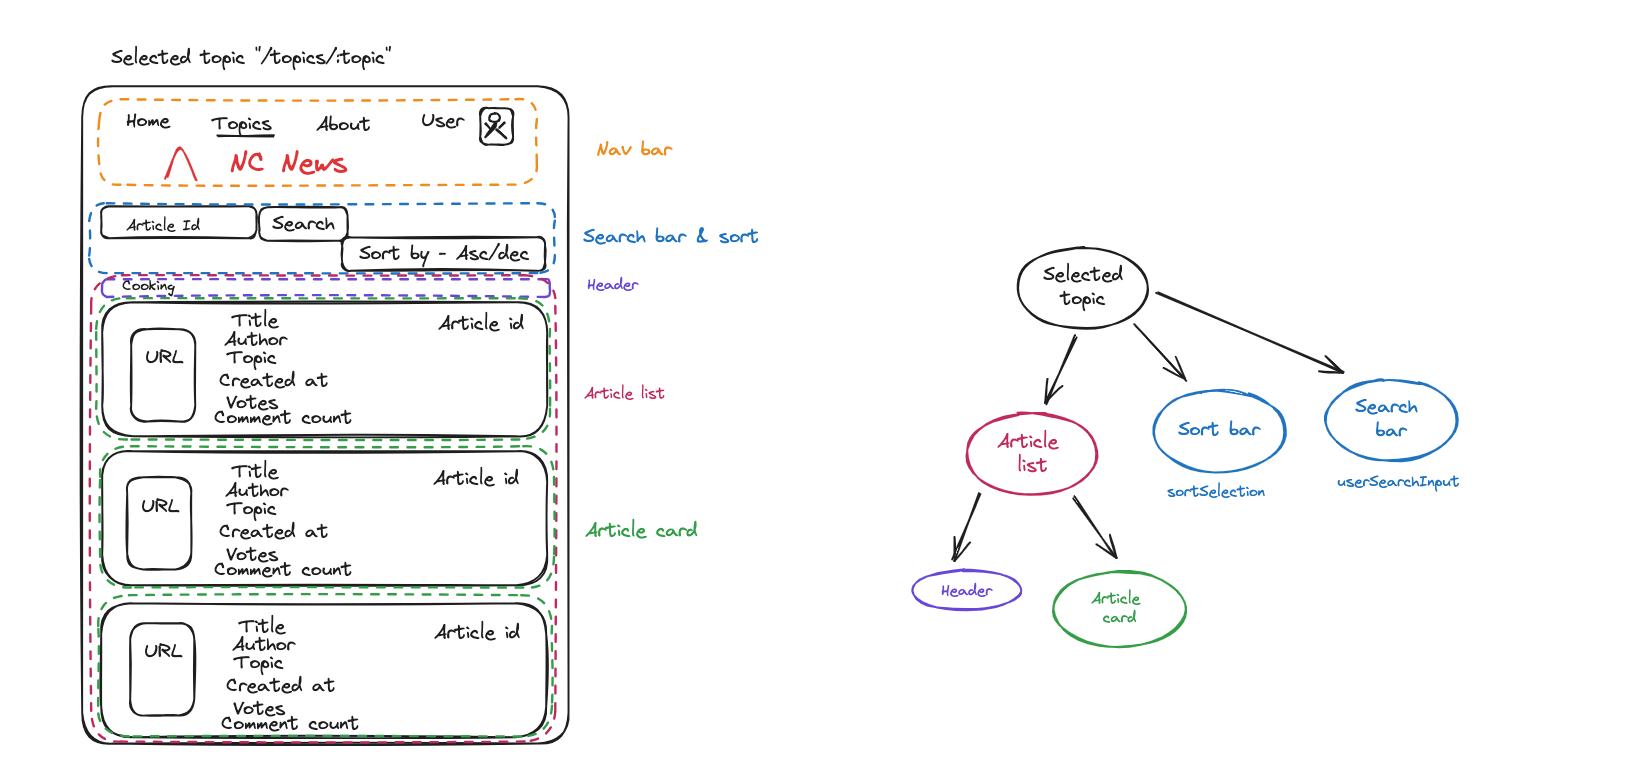 Selected topic "/topics/:topic"
Home Topics About User
NC News
Nav bar
Article Id Search
Sort by - Asc/dec
Search bar & sort
Cooking
Header
URL
Title
Author
Topic
Created at
Votes
Comment count
Article id
Article list
URL
Title
Author
Topic
Created at
Votes
Comment count
Article id
Article card
URL
Title
Author
Topic
Created at
Votes
Comment count
Article id
Selected
topic
Article
list
Sort bar
sortSelection
Search
bar
userSearchInput
Header
Article
card